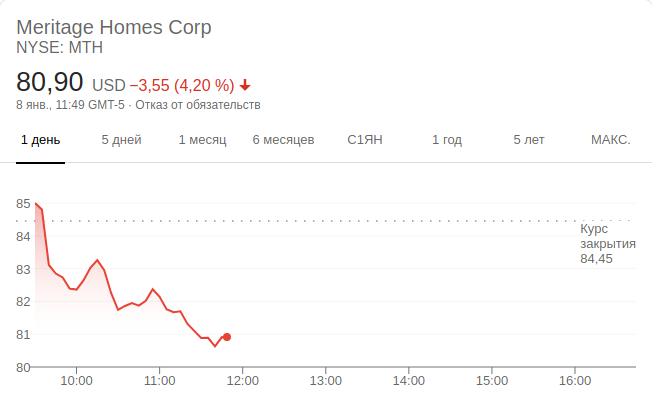 Meritage Homes Corp
NYSE: MTH
80,90 USD −3,55 (4,20 %)
8 янв., 11:49 GMT-5 · Отказ от обязательств
1 день 5 дней 1 месяц 6 месяцев С1ЯН 1 год 5 лет МАКС.
85
84
83
82
81
80
Курс
закрытия
84,45
10:00 11:00 12:00 13:00 14:00 15:00 16:00